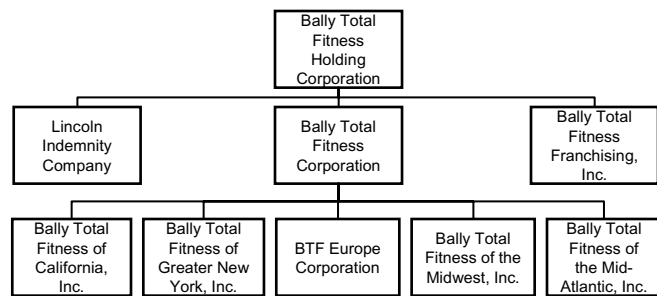 Bally Total
Fitness
Holding
Corporation
Lincoln
Indemnity
Company
Bally Total
Fitness
Corporation
Bally Total
Fitness
Franchising,
Inc.
Bally Total
Fitness of
California,
Inc.
Bally Total
Fitness of
Greater New
York, Inc.
BTF Europe
Corporation
Bally Total
Fitness of the
Midwest, Inc.
Bally Total
Fitness of
the Mid-
Atlantic, Inc.